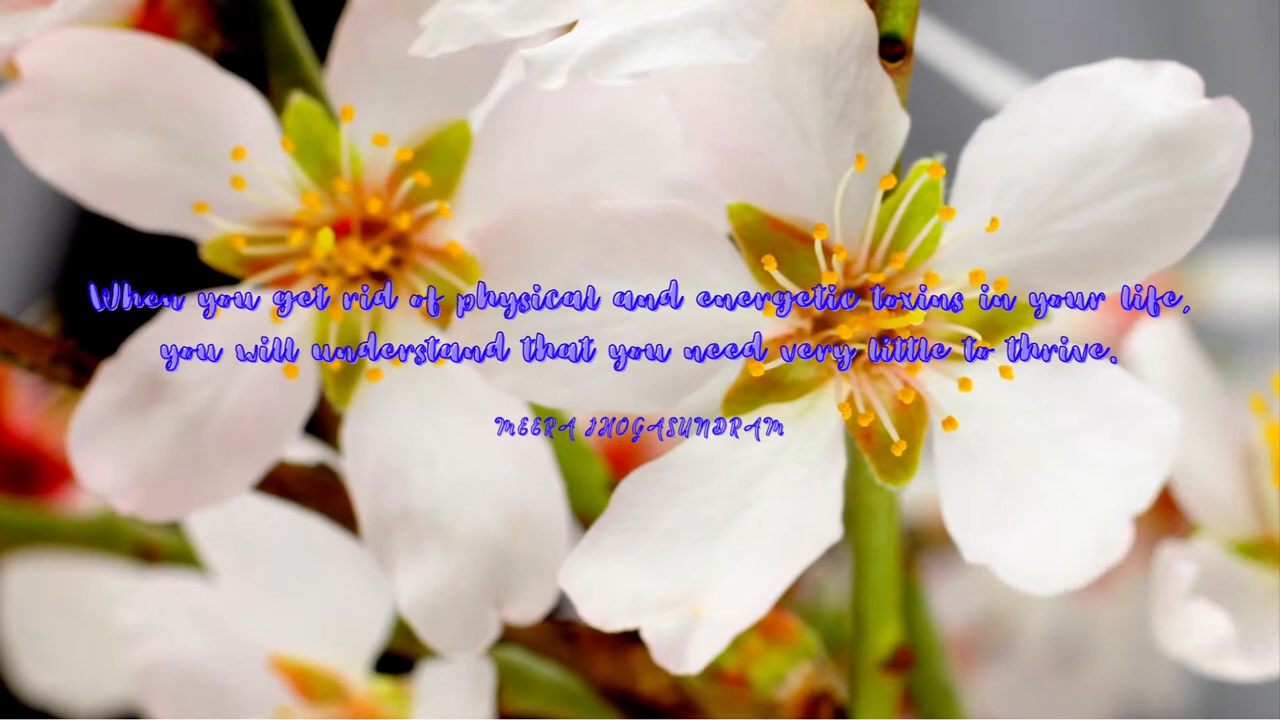 When you get rid of physical and energetic toxins in your life,
you will understand that you need very little to thrive.
MEERA JHOGASUNDRAM